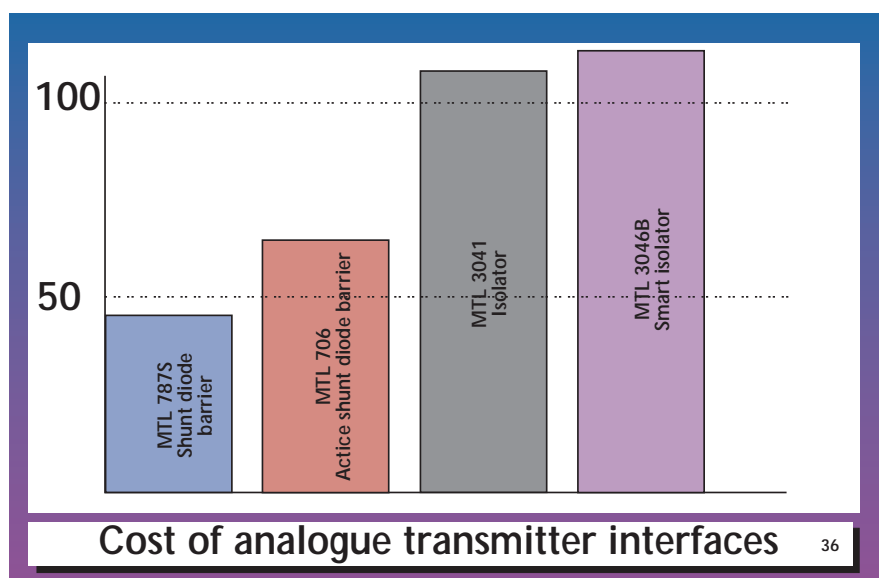 100
50
MTL 787S
Shunt diode
barrier
MTL 706
Actice shunt diode barrier
MTL 3041
Isolator
MTL 3046B
Smart isolator
Cost of analogue transmitter interfaces
36